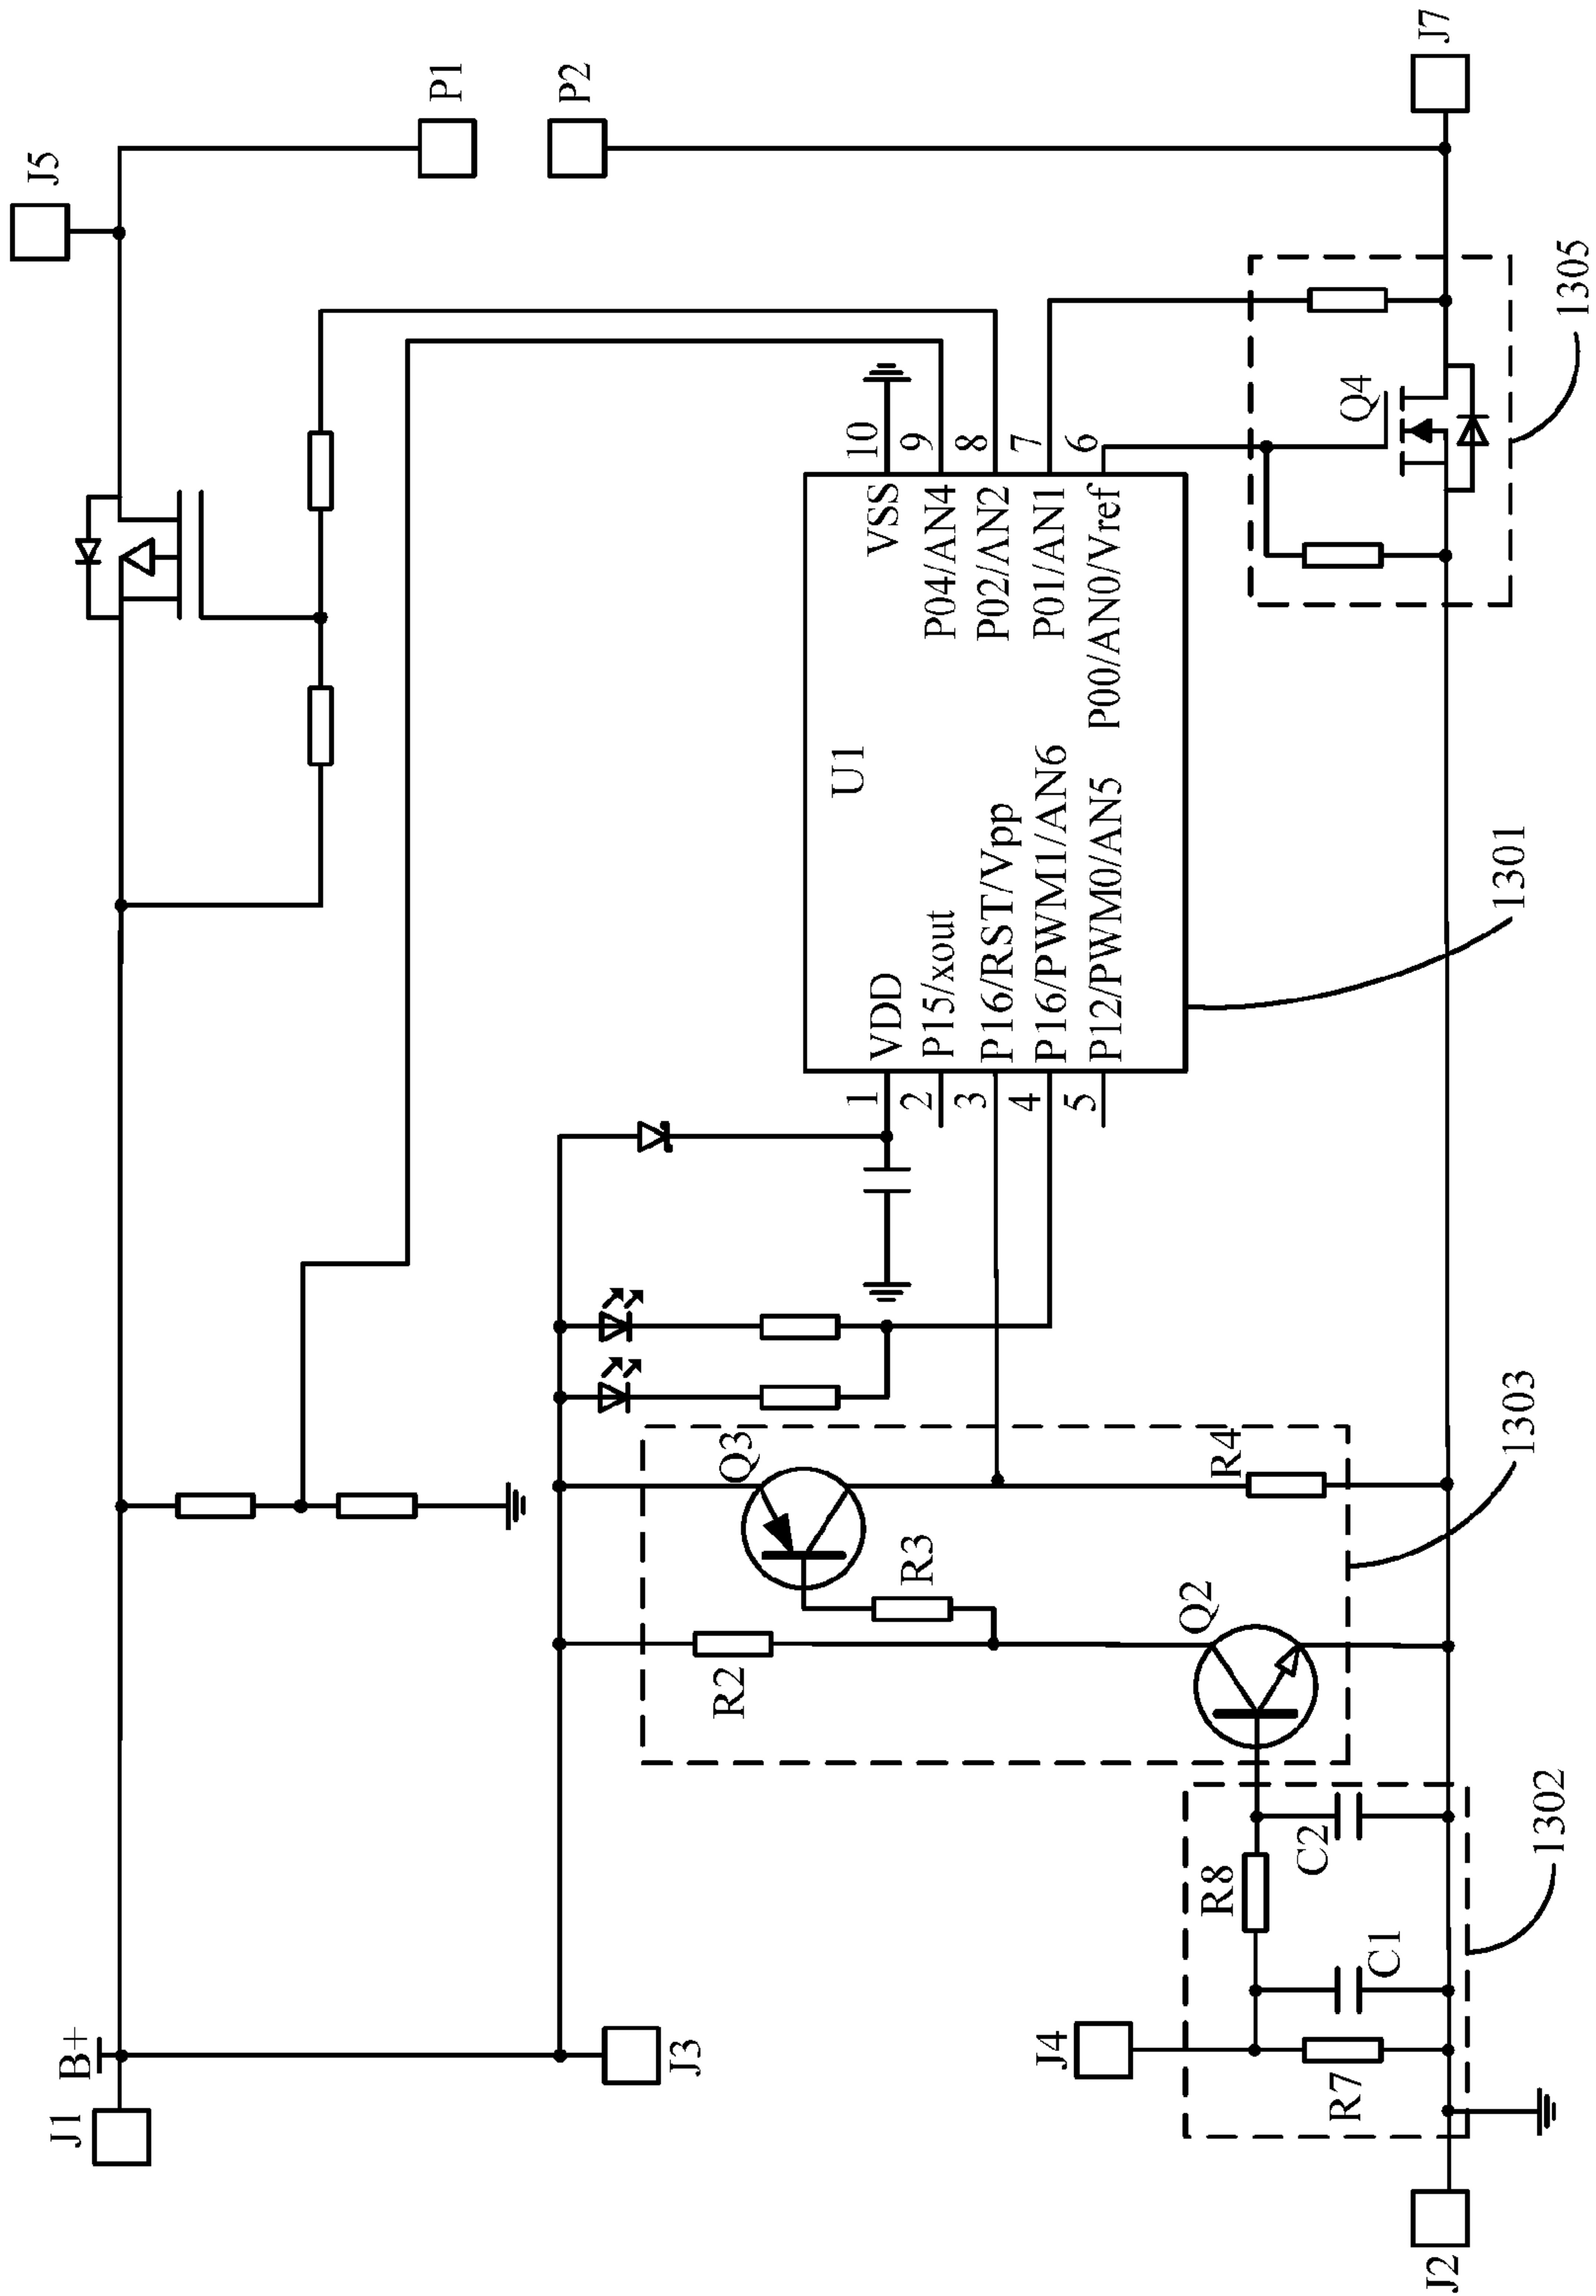 J5
P1
P2
J7
1305
Q4
10
9
8
7
6
VSS
P04/AN4
P02/AN2
P01/AN1
P00/AN0/Vref
U1
VDD
P15/xout
P16/RST/Vpp
P16/PWM1/AN6
P12/PWM0/AN5
1
2
3
4
5
1301
Q3
R4
1303
R3
R2
Q2
R8
C2
C1
1302
B+
J1
J3
J4
R7
J2